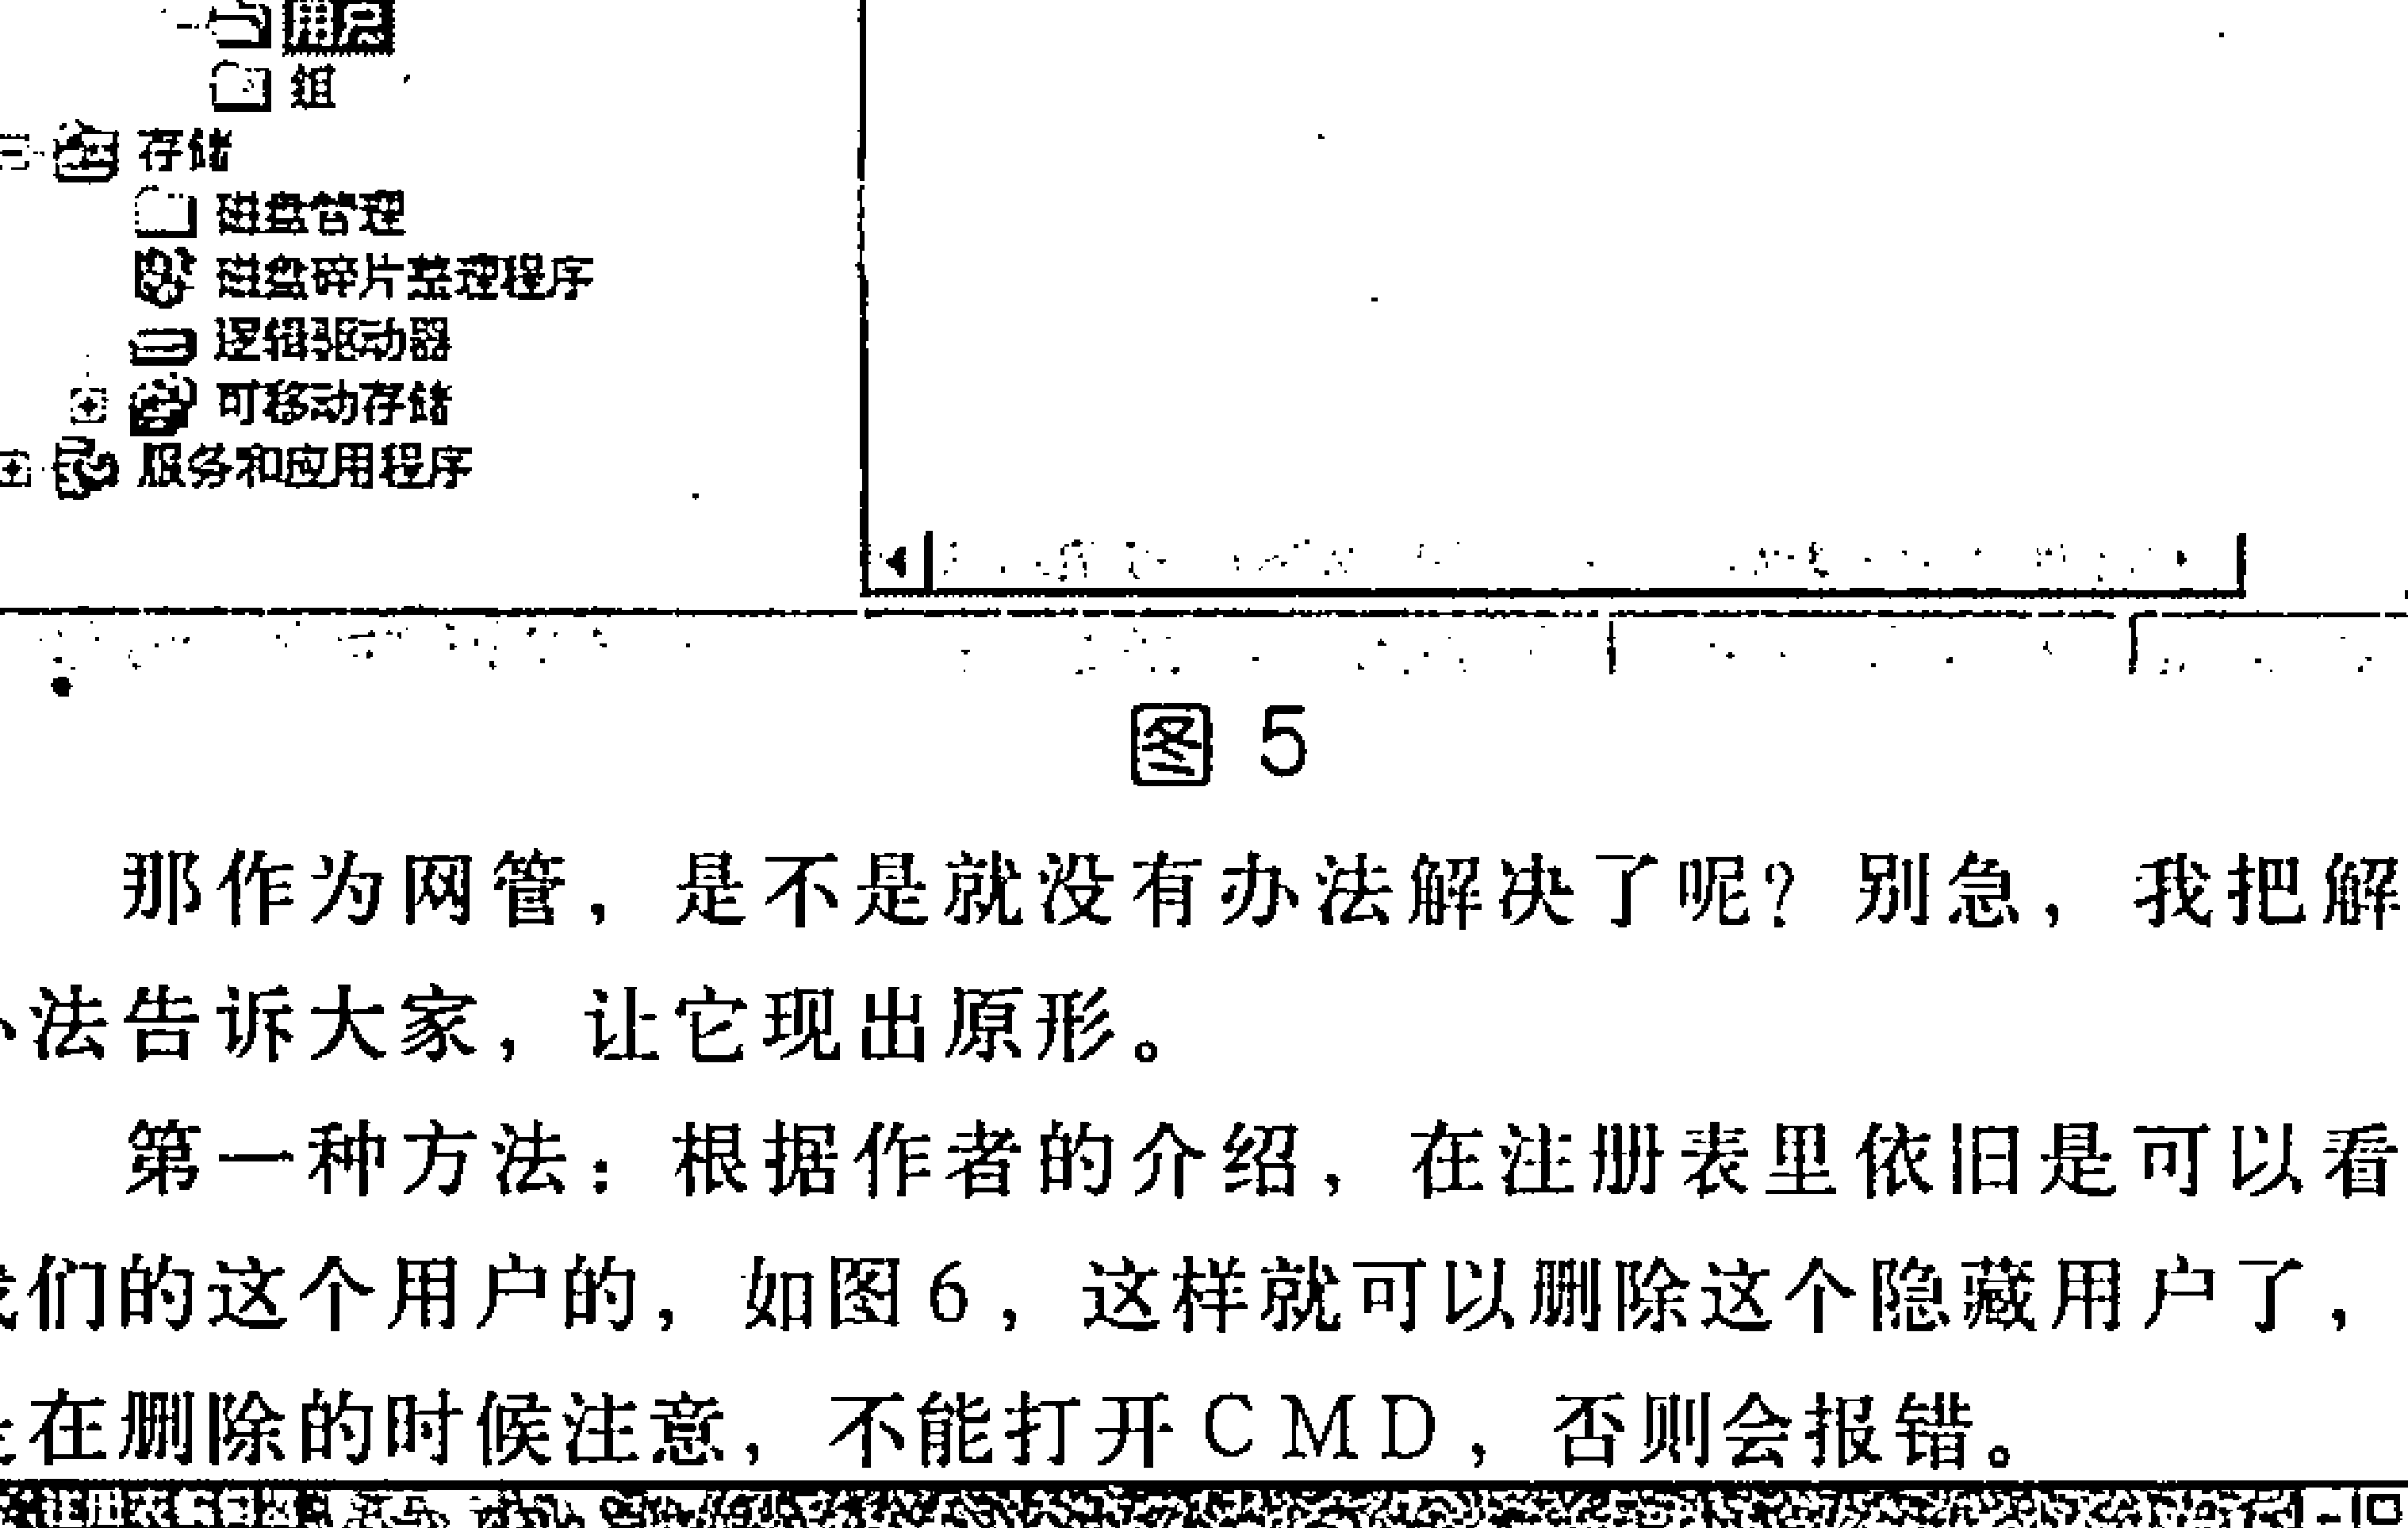 用户
组
存储
磁盘管理
磁盘碎片整理程序
逻辑驱动器
可移动存储
服务和应用程序
图 5
那作为网管，是不是就没有办法解决了呢？别急，我把解
法告诉大家，让它现出原形。
第一种方法：根据作者的介绍，在注册表里依旧是可以看
我们的这个用户的，如图6，这样就可以删除这个隐藏用户了，
是在删除的时候注意，不能打开CMD，否则会报错。